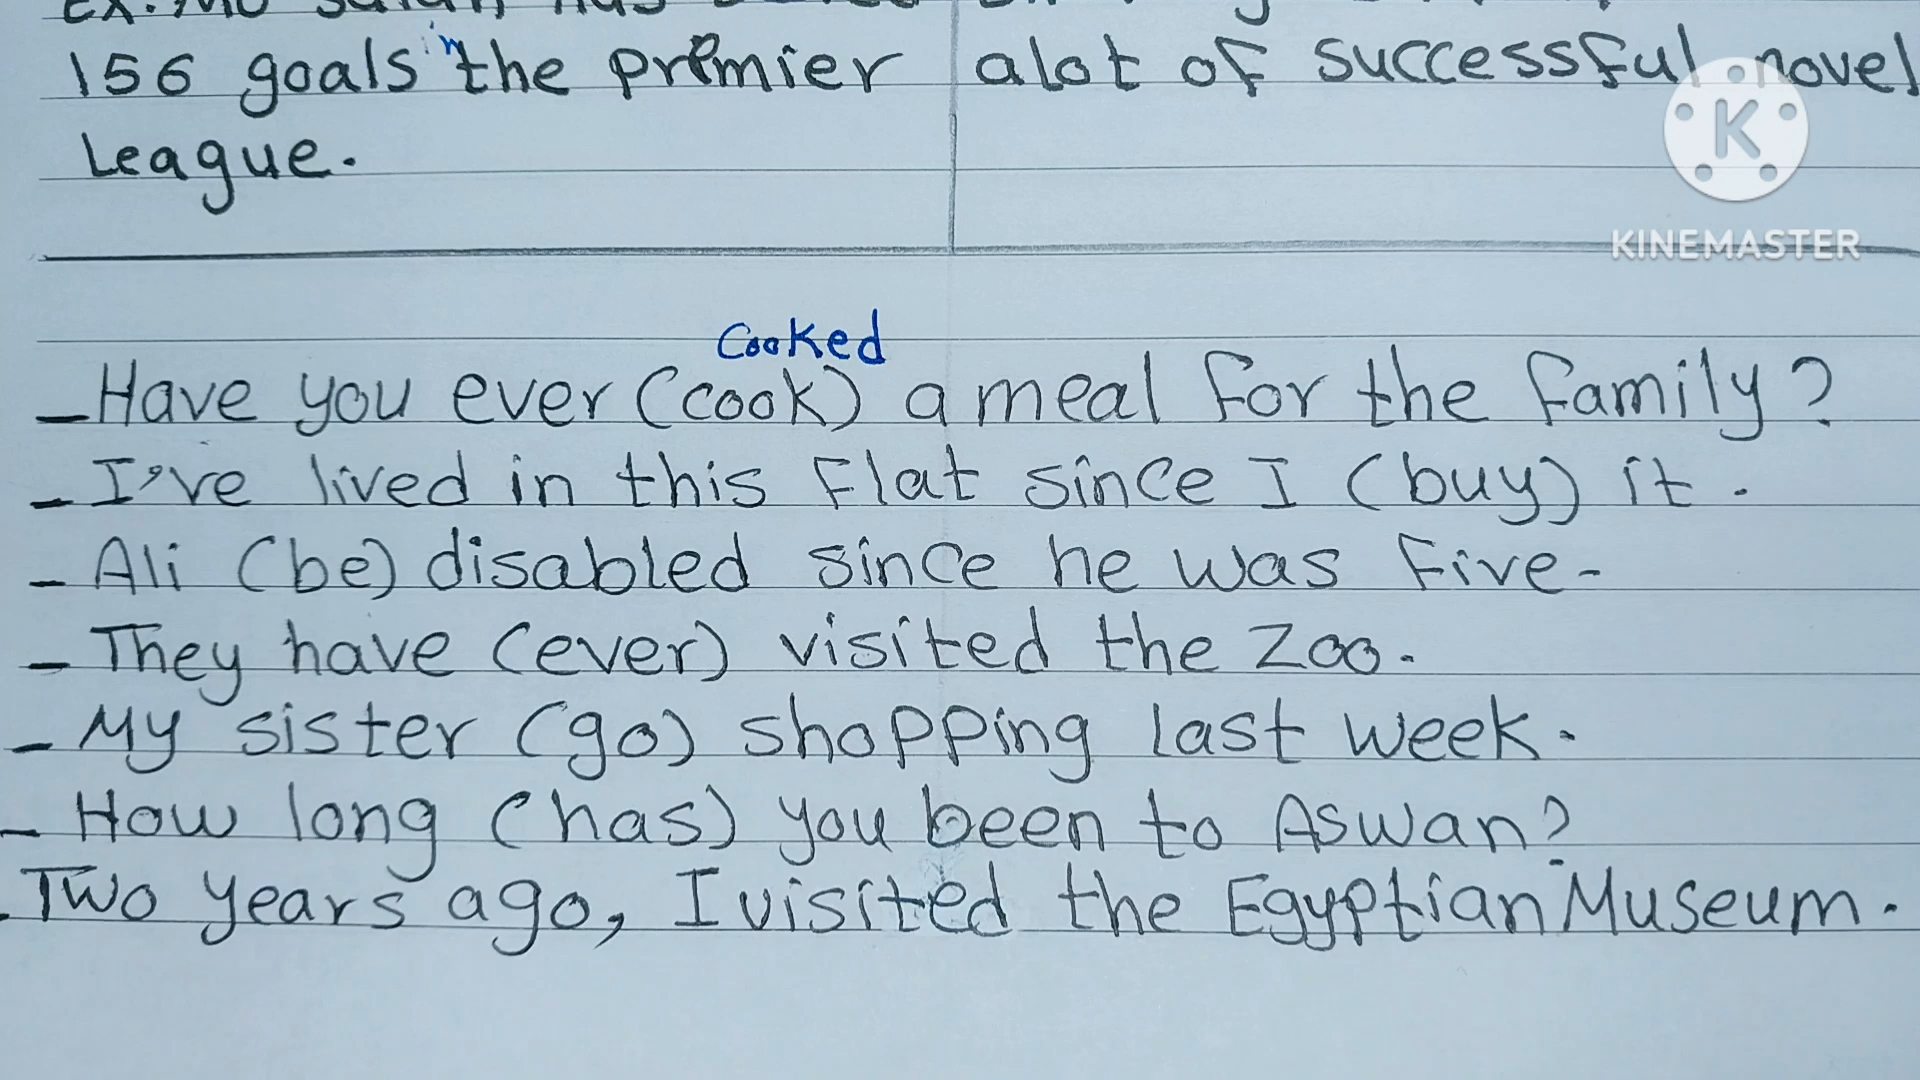 156 goals in the premier
League.
alot of successful novel
KINEMASTER
cooked
- Have you ever (cook) a meal for the family?
- I've lived in this flat since I (buy) it.
- Ali (be) disabled since he was five-
- They have (ever) visited the zoo.
- My sister (go) shopping last week.
- How long (has) you been to Aswan?
. Two years ago, I visited the Egyptian Museum.